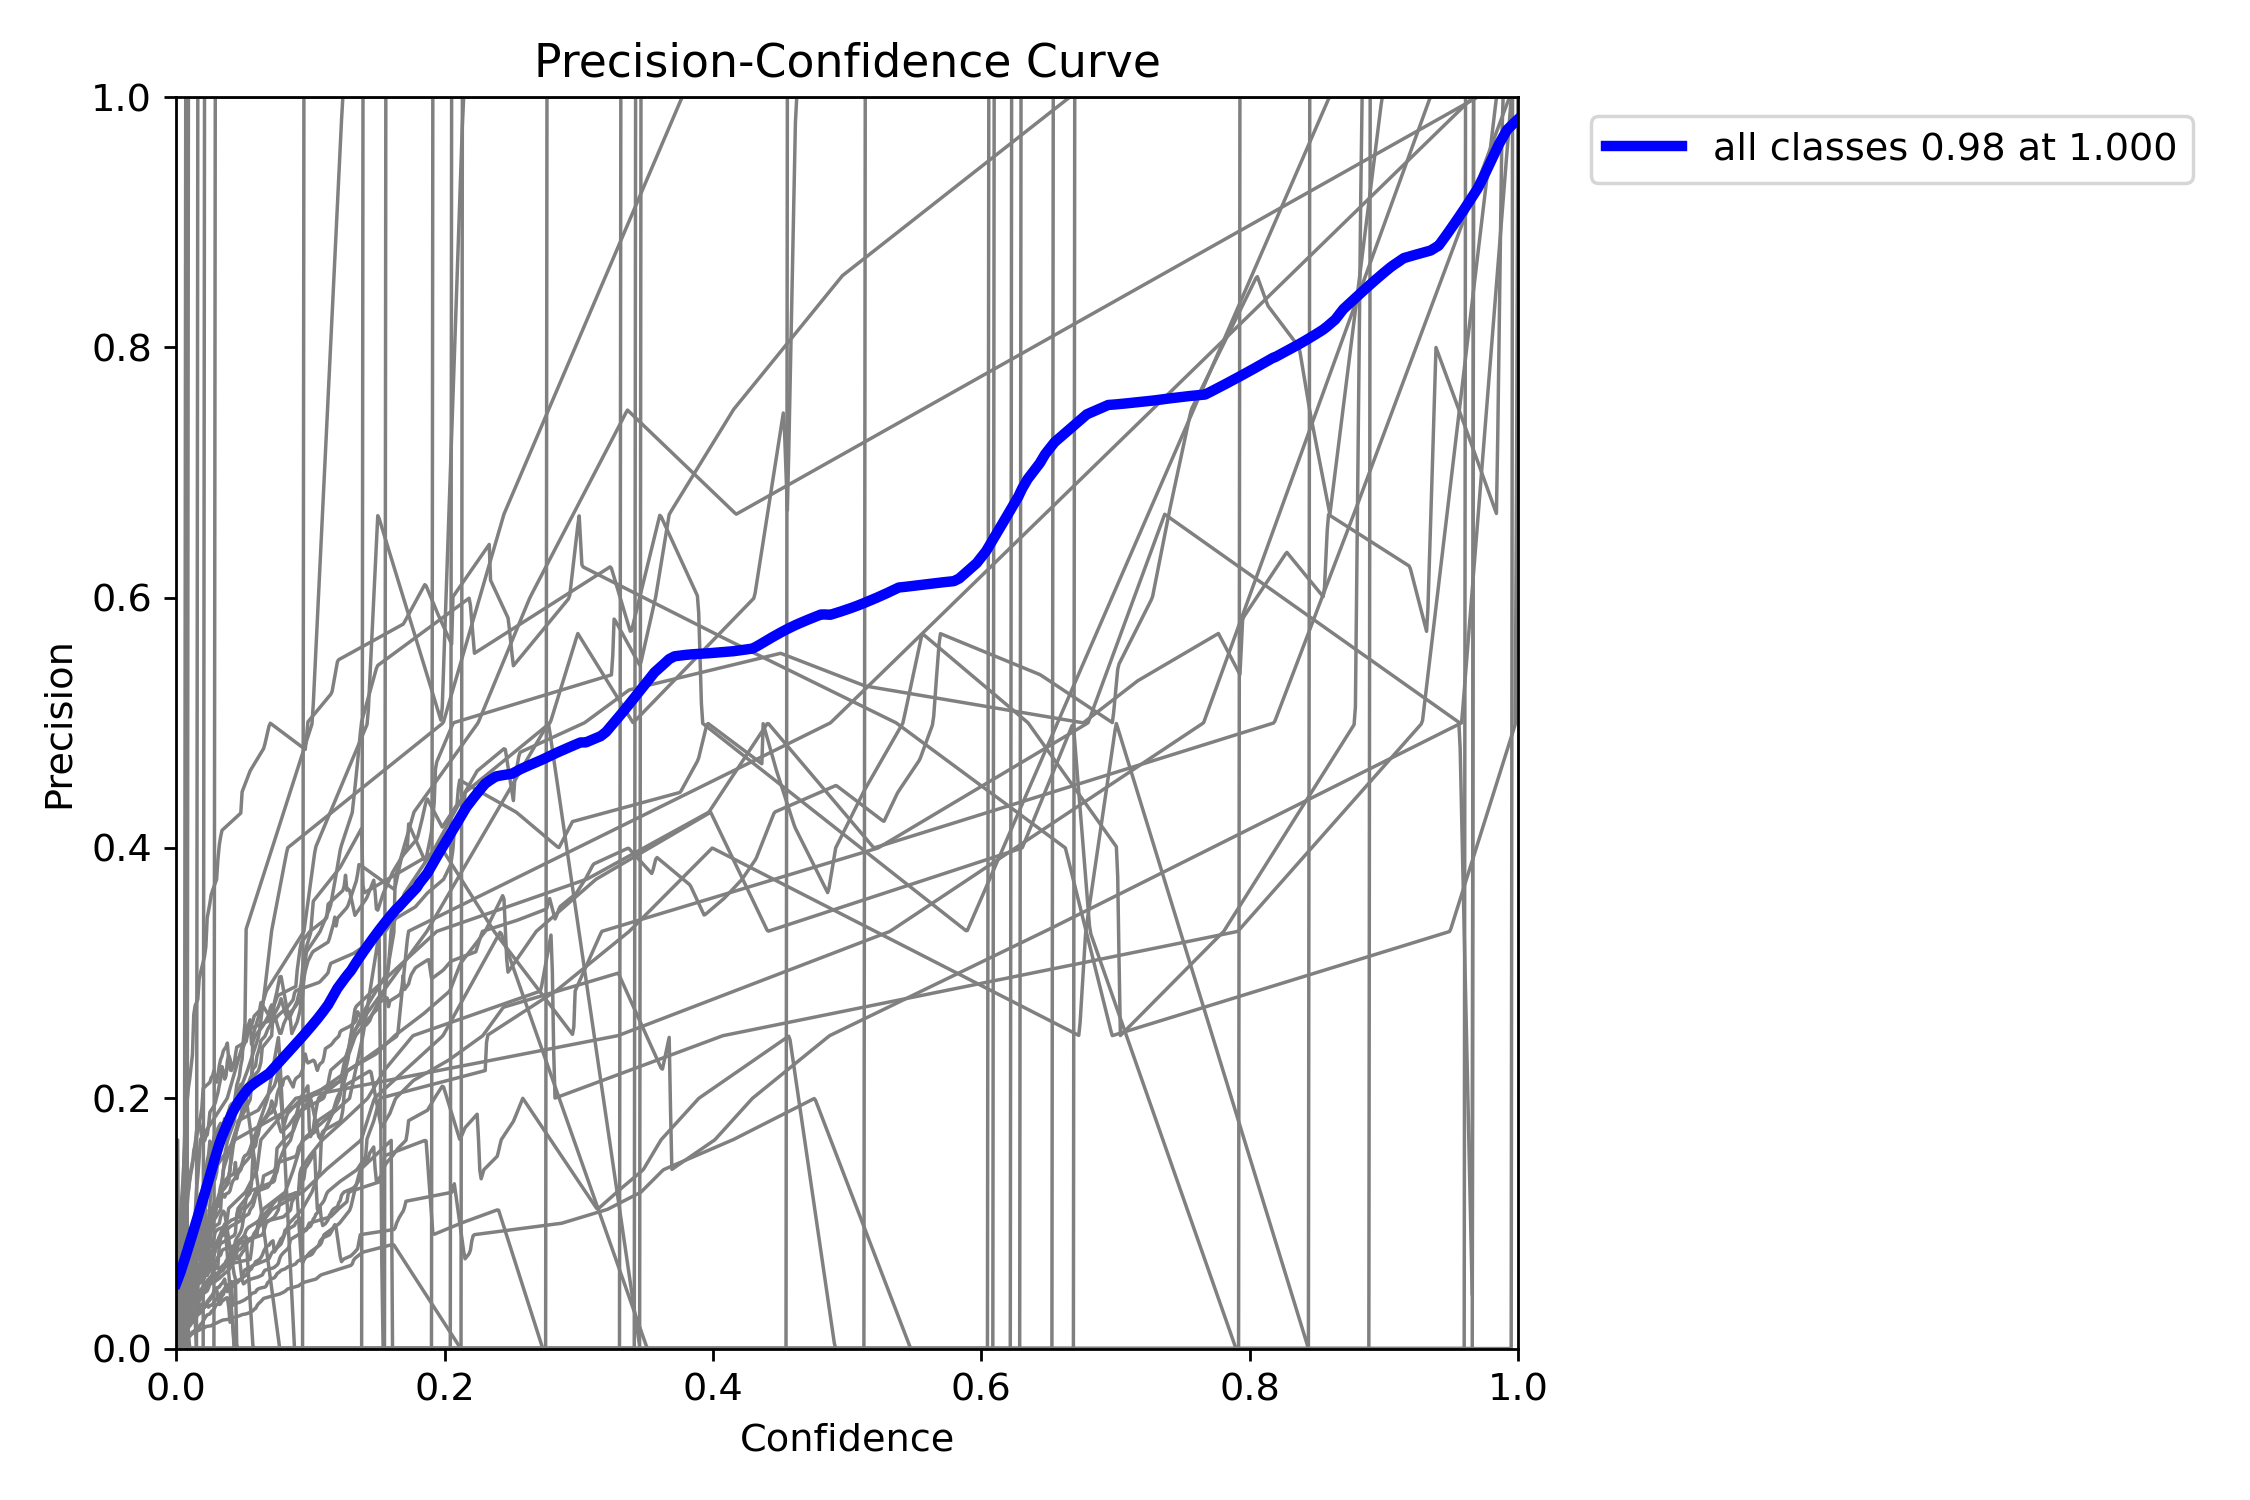 Precision-Confidence Curve
all classes 0.98 at 1.000
Precision
1.0
0.8
0.6
0.4
0.2
0.0
0.0 0.2 0.4 0.6 0.8 1.0
Confidence